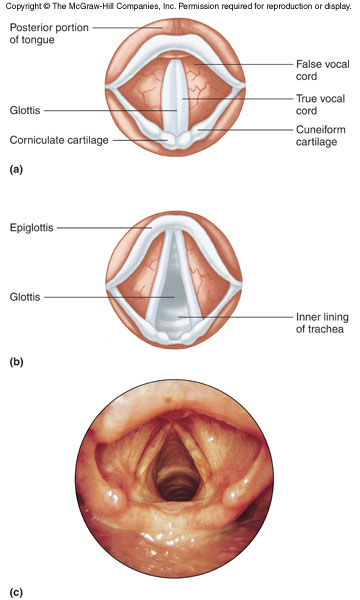 Copyright © The McGraw-Hill Companies, Inc. Permission required for reproduction or display.
Posterior portion
of tongue
False vocal
cord
True vocal
cord
Glottis
Cuneiform
cartilage
Corniculate cartilage
(a)
Epiglottis
Glottis
Inner lining
of trachea
(b)
(c)